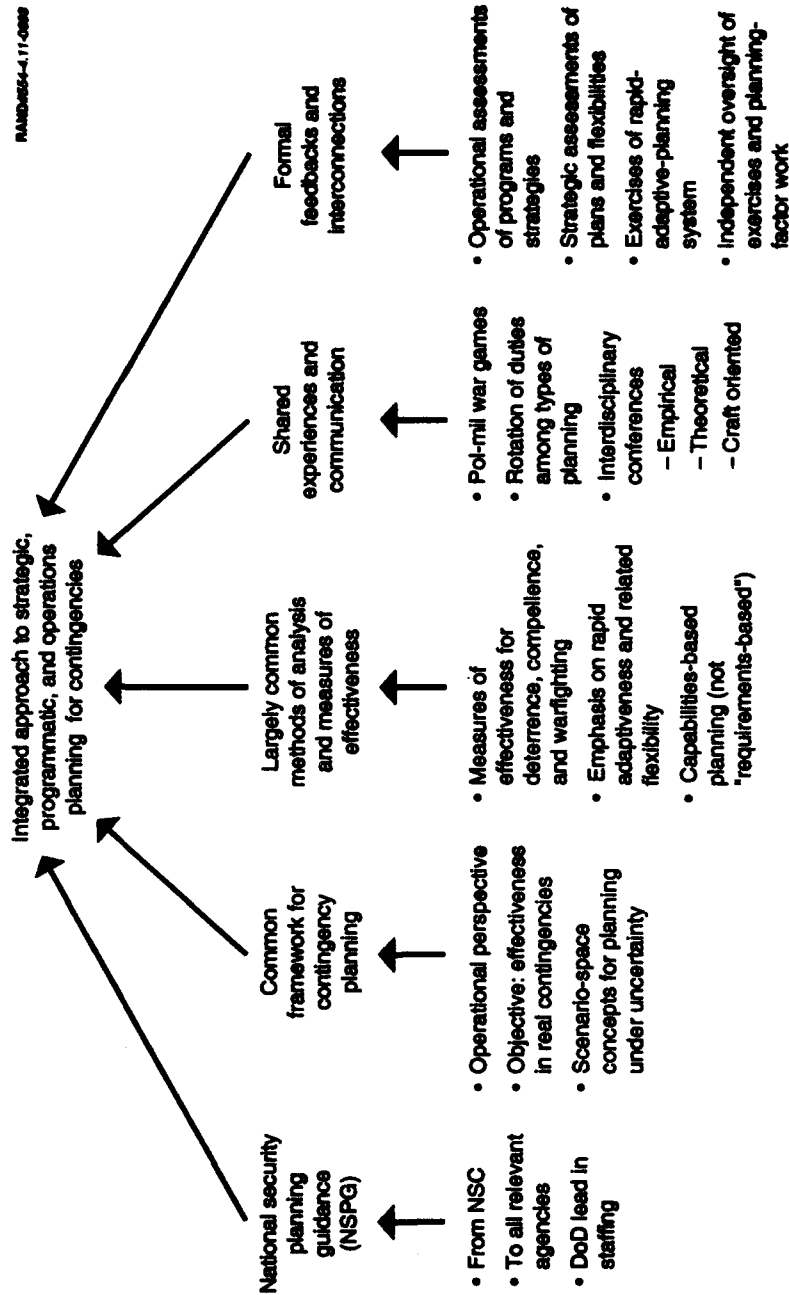 Integrated approach to strategic,
programmatic, and operations
planning for contingencies
National security
planning
guidance
(NSPG)
• From NSC
• To all relevant
agencies
• DoD lead in
staffing
Common
framework for
contingency
planning
• Operational perspective
• Objective: effectiveness
in real contingencies
• Scenario-space
concepts for planning
under uncertainty
Largely common
methods of analysis
and measures of
effectiveness
• Measures of
effectiveness for
deterrence, compellence,
and warfighting
• Emphasis on rapid
adaptiveness and related
flexibility
• Capabilities-based
planning (not
"requirements-based")
Shared
experiences and
communication
• Pol-mil war games
• Rotation of duties
among types of
planning
• Interdisciplinary
conferences
– Empirical
– Theoretical
– Craft oriented
Formal
feedbacks and
interconnections
• Operational assessments
of programs and
strategies
• Strategic assessments of
plans and flexibilities
• Exercises of rapid-
adaptive-planning
system
• Independent oversight of
exercises and planning-
factor work